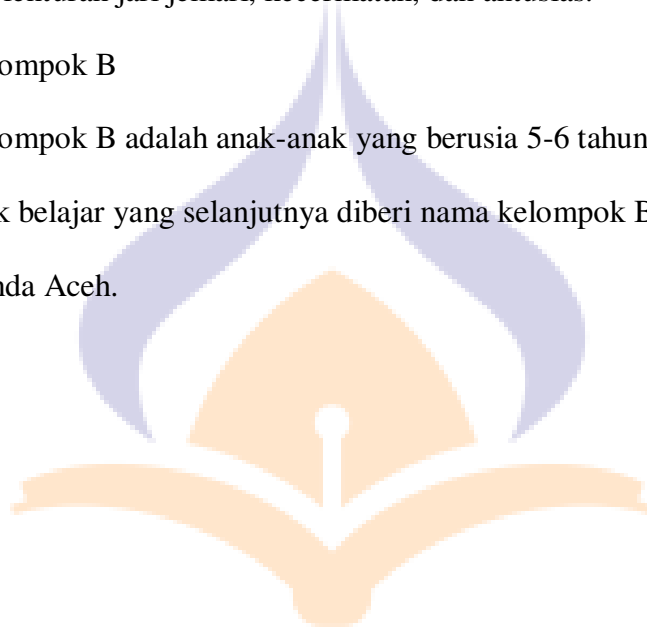 jari jemari, kecermatan, dan antusias.
ompok B
ompok B adalah anak-anak yang berusia 5-6 tahun
k belajar yang selanjutnya diberi nama kelompok B
nda Aceh.